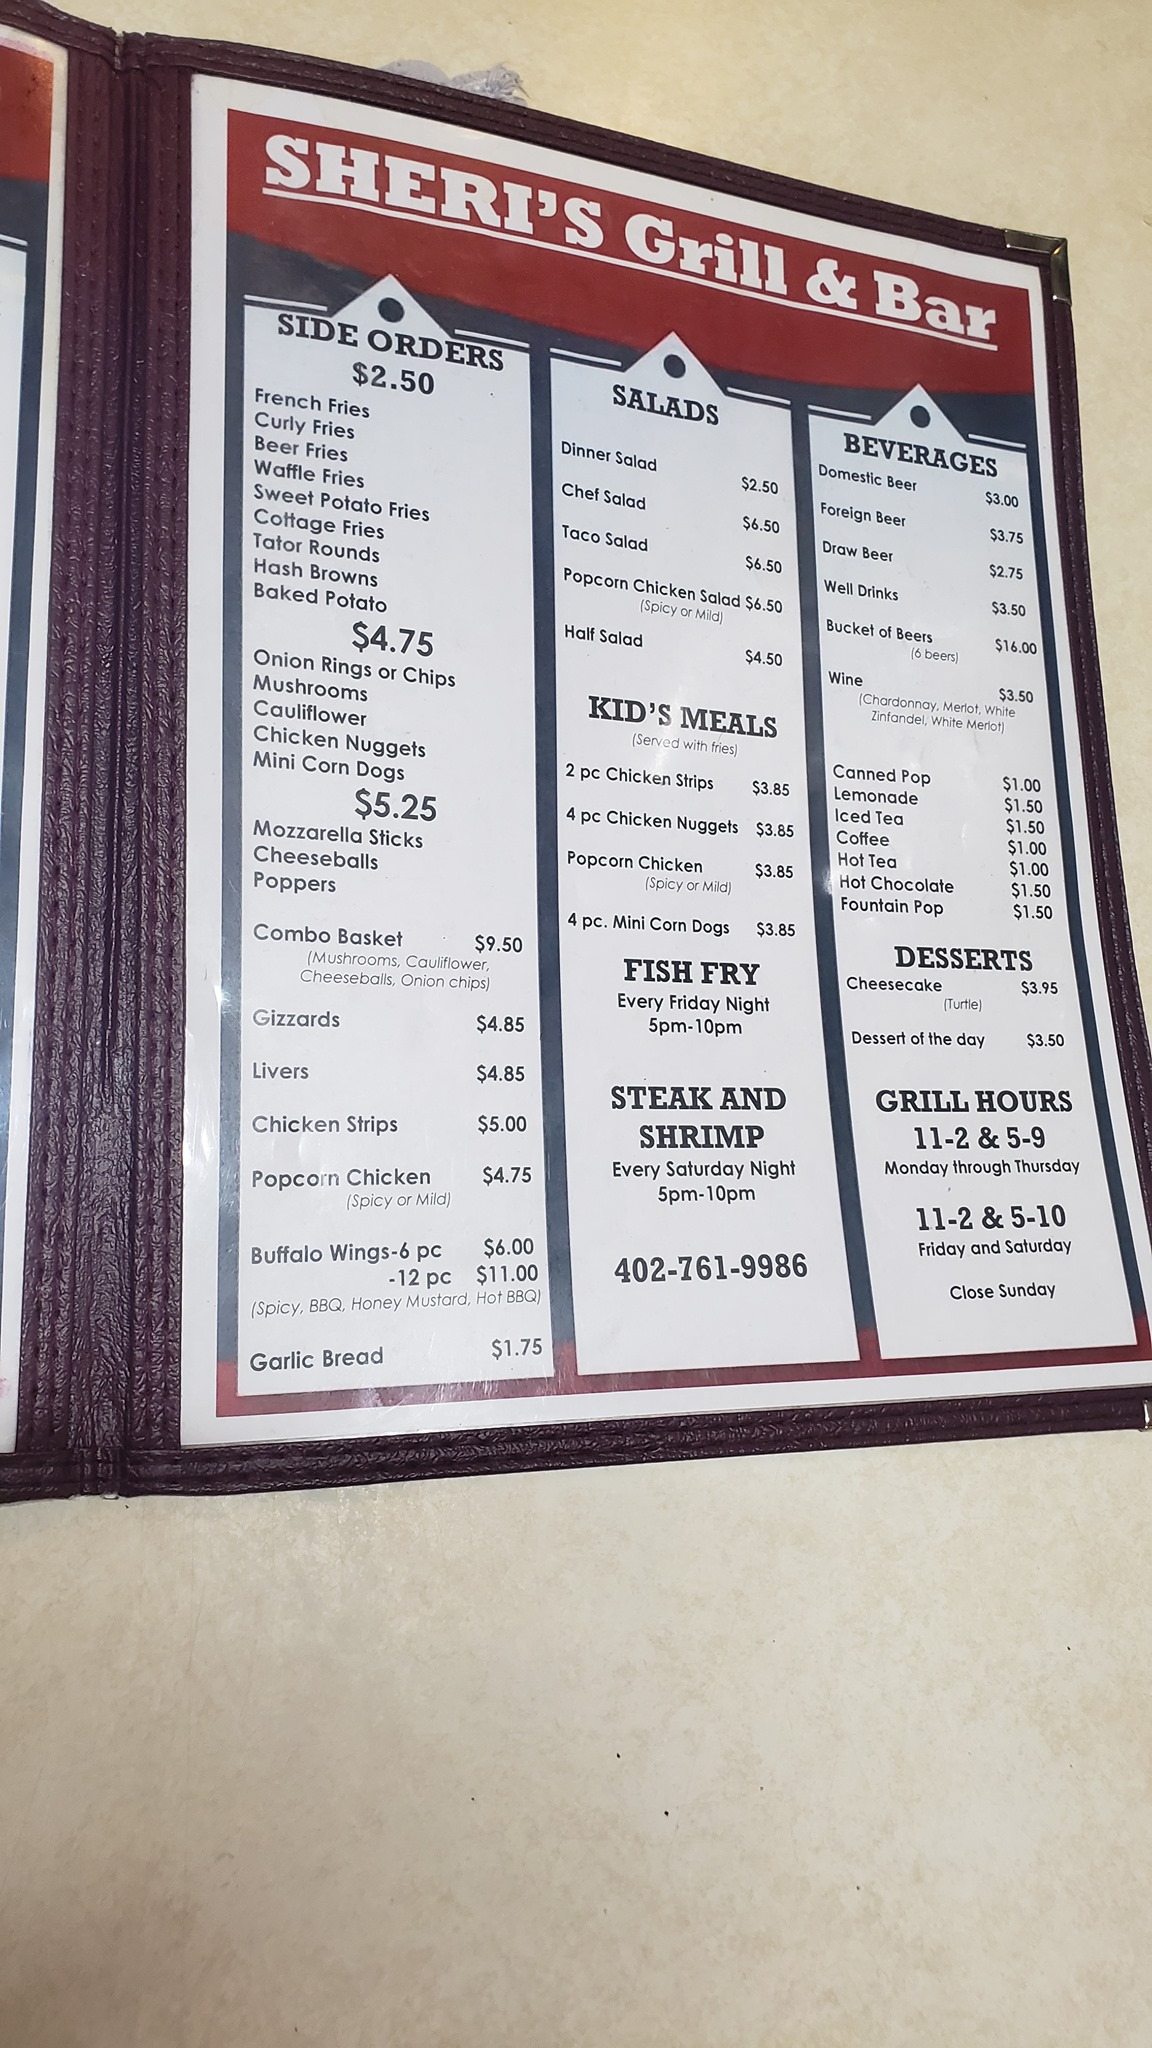 SHERI'S Grill & Bar
SIDE ORDERS
$2.50
French Fries
Curly Fries
Beer Fries
Waffle Fries
Sweet Potato Fries
Cottage Fries
Tator Rounds
Hash Browns
Baked Potato
$4.75
Onion Rings or Chips
Mushrooms
Cauliflower
Chicken Nuggets
Mini Corn Dogs
$5.25
Mozzarella Sticks
Cheeseballs
Poppers
Combo Basket $9.50
(Mushrooms, Cauliflower,
Cheeseballs, Onion chips)
Gizzards $4.85
Livers $4.85
Chicken Strips $5.00
Popcorn Chicken $4.75
(Spicy or Mild)
Buffalo Wings-6 pc $6.00
-12 pc $11.00
(Spicy, BBQ, Honey Mustard, Hot BBQ)
Garlic Bread $1.75
SALADS
Dinner Salad $2.50
Chef Salad $6.50
Taco Salad $6.50
Popcorn Chicken Salad $6.50
(Spicy or Mild)
Half Salad $4.50
KID'S MEALS
(Served with fries)
2 pc Chicken Strips $3.85
4 pc Chicken Nuggets $3.85
Popcorn Chicken $3.85
(Spicy or Mild)
4 pc. Mini Corn Dogs $3.85
FISH FRY
Every Friday Night
5pm-10pm
STEAK AND
SHRIMP
Every Saturday Night
5pm-10pm
402-761-9986
BEVERAGES
Domestic Beer $3.00
Foreign Beer $3.75
Draw Beer $2.75
Well Drinks $3.50
Bucket of Beers $16.00
(6 beers)
Wine $3.50
(Chardonnay, Merlot, White
Zinfandel, White Merlot)
Canned Pop $1.00
Lemonade $1.50
Iced Tea $1.50
Coffee $1.00
Hot Tea $1.00
Hot Chocolate $1.50
Fountain Pop $1.50
DESSERTS
Cheesecake $3.95
(Turtle)
Dessert of the day $3.50
GRILL HOURS
11-2 & 5-9
Monday through Thursday
11-2 & 5-10
Friday and Saturday
Close Sunday